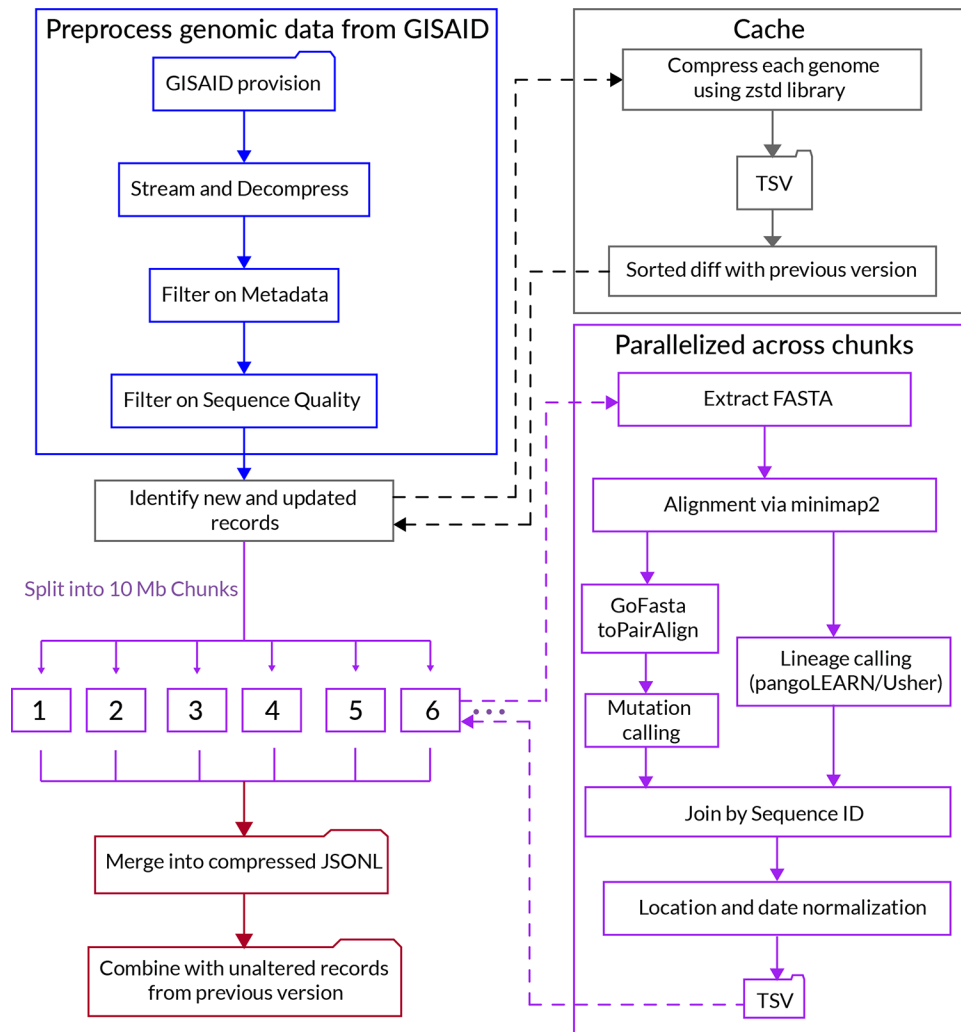 Preprocess genomic data from GISAID
GISAID provision
Stream and Decompress
Filter on Metadata
Filter on Sequence Quality
Identify new and updated
records
Split into 10 Mb Chunks
1
2
3
4
5
6
...
Merge into compressed JSONL
Combine with unaltered records
from previous version
Cache
Compress each genome
using zstd library
TSV
Sorted diff with previous version
Parallelized across chunks
Extract FASTA
Alignment via minimap2
GoFasta
toPairAlign
Mutation
calling
Lineage calling
(pangoLEARN/Usher)
Join by Sequence ID
Location and date normalization
TSV